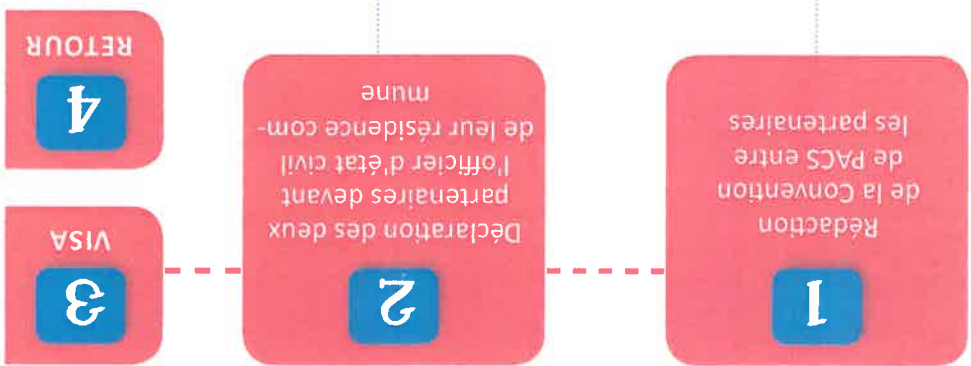 1
Rédaction
de la Convention
de PACS entre
les partenaires
2
Déclaration des deux
partenaires devant
l'officier d'état civil
de leur résidence com-
mune
3
VISA
4
RETOUR